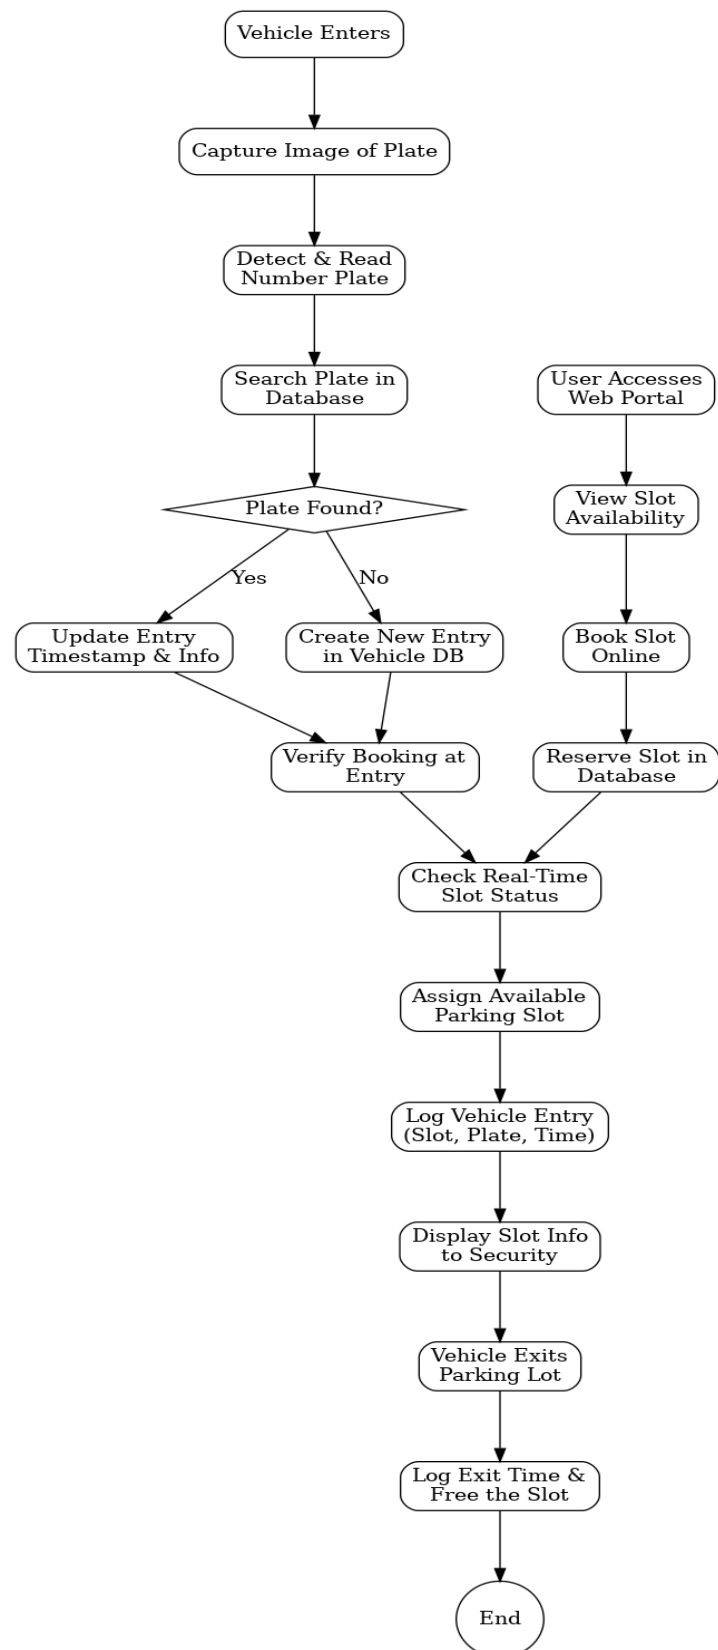 Vehicle Enters
Capture Image of Plate
Detect & Read
Number Plate
Search Plate in
Database
User Accesses
Web Portal
Plate Found?
View Slot
Availability
Yes
No
Update Entry
Timestamp & Info
Create New Entry
in Vehicle DB
Book Slot
Online
Verify Booking at
Entry
Reserve Slot in
Database
Check Real-Time
Slot Status
Assign Available
Parking Slot
Log Vehicle Entry
(Slot, Plate, Time)
Display Slot Info
to Security
Vehicle Exits
Parking Lot
Log Exit Time &
Free the Slot
End